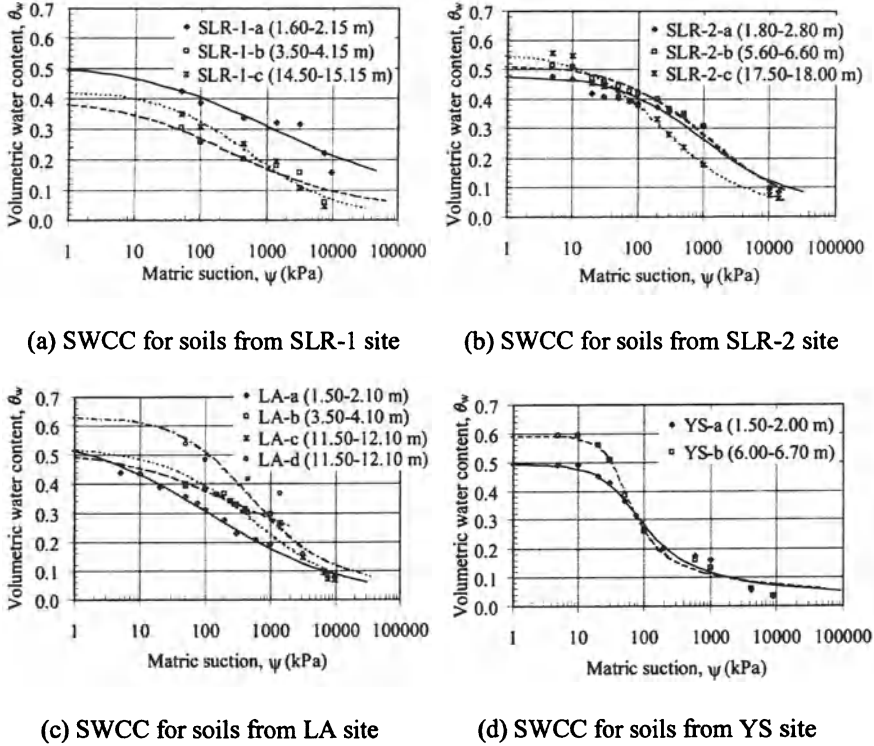 Volumetric water content, θw
0.7
0.6
0.5
0.4
0.3
0.2
0.1
0.0
SLR-1-a (1.60-2.15 m)
SLR-1-b (3.50-4.15 m)
SLR-1-c (14.50-15.15 m)
1 10 100 1000 10000 100000
Matric suction, ψ (kPa)
(a) SWCC for soils from SLR-1 site
Volumetric water content, θw
0.7
0.6
0.5
0.4
0.3
0.2
0.1
0.0
SLR-2-a (1.80-2.80 m)
SLR-2-b (5.60-6.60 m)
SLR-2-c (17.50-18.00 m)
1 10 100 1000 10000 100000
Matric suction, ψ (kPa)
(b) SWCC for soils from SLR-2 site
Volumetric water content, θw
0.7
0.6
0.5
0.4
0.3
0.2
0.1
0.0
LA-a (1.50-2.10 m)
LA-b (3.50-4.10 m)
LA-c (11.50-12.10 m)
LA-d (11.50-12.10 m)
1 10 100 1000 10000 100000
Matric suction, ψ (kPa)
(c) SWCC for soils from LA site
Volumetric water content, θw
0.7
0.6
0.5
0.4
0.3
0.2
0.1
0.0
YS-a (1.50-2.00 m)
YS-b (6.00-6.70 m)
1 10 100 1000 10000 100000
Matric suction, ψ (kPa)
(d) SWCC for soils from YS site